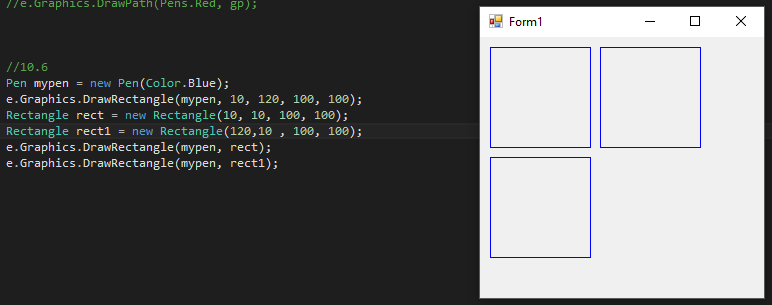 //e.Graphics.DrawPath(Pens.Red, gp);
//10.6
Pen mypen = new Pen(Color.Blue);
e.Graphics.DrawRectangle(mypen, 10, 120, 100, 100);
Rectangle rect = new Rectangle(10, 10, 100, 100);
Rectangle rect1 = new Rectangle(120,10 , 100, 100);
e.Graphics.DrawRectangle(mypen, rect);
e.Graphics.DrawRectangle(mypen, rect1);
Form1